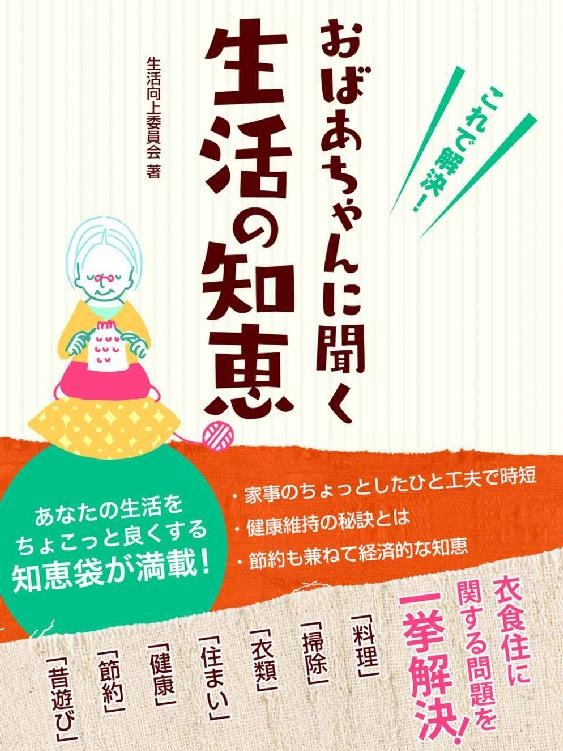 これで解決！
おばあちゃんに聞く
生活の知恵
生活向上委員会 著
・家事のちょっとしたひと工夫で時短
・健康維持の秘訣とは
・節約も兼ねて経済的な知恵
あなたの生活を
ちょこっと良くする
知恵袋が満載！
衣食住に
関する問題を
一挙解決！
「料理」
「掃除」
「衣類」
「住まい」
「健康」
「節約」
「昔遊び」